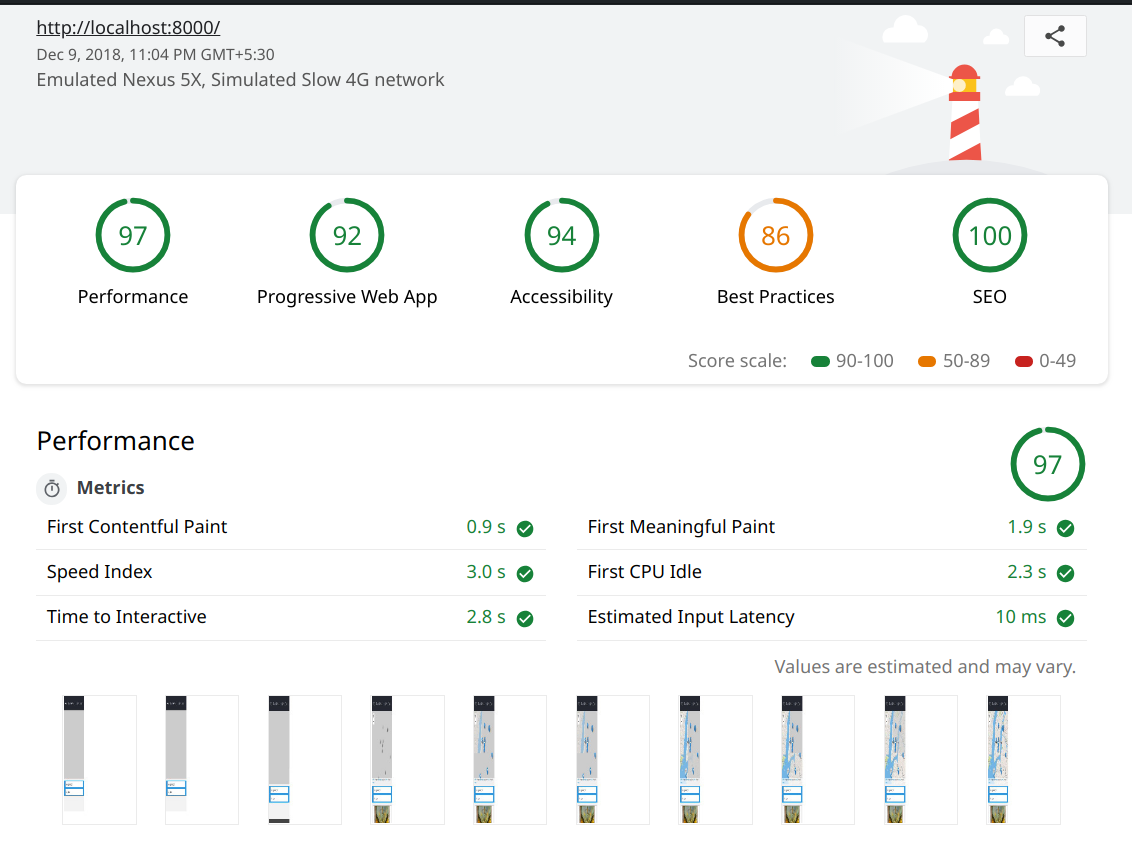 http://localhost:8000/
Dec 9, 2018, 11:04 PM GMT+5:30
Emulated Nexus 5X, Simulated Slow 4G network
97 92 94 86 100
Performance Progressive Web App Accessibility Best Practices SEO
Score scale: 90-100 50-89 0-49
Performance
97
Metrics
First Contentful Paint 0.9 s
First Meaningful Paint 1.9 s
Speed Index 3.0 s
First CPU Idle 2.3 s
Time to Interactive 2.8 s
Estimated Input Latency 10 ms
Values are estimated and may vary.